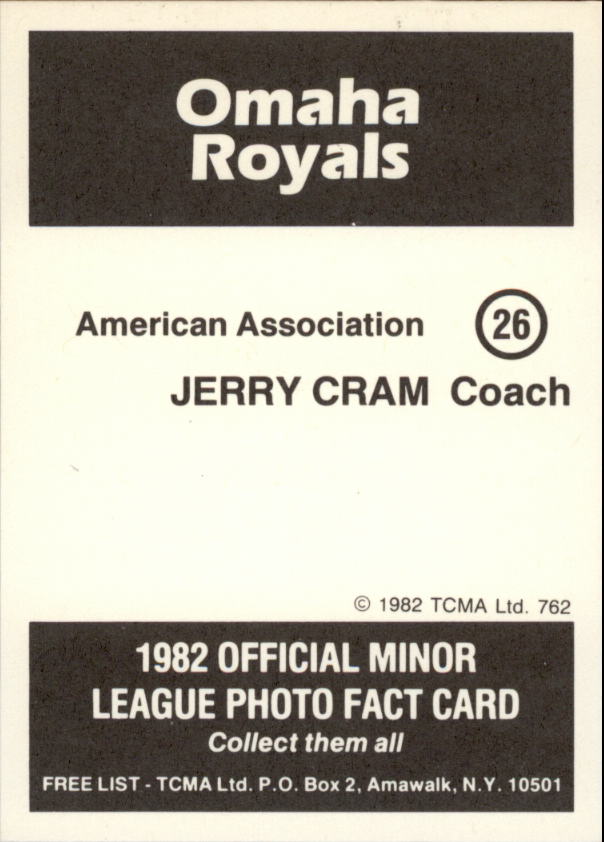 Omaha
Royals
American Association 26
JERRY CRAM Coach
© 1982 TCMA Ltd. 762
1982 OFFICIAL MINOR
LEAGUE PHOTO FACT CARD
Collect them all
FREE LIST - TCMA Ltd. P.O. Box 2, Amawalk, N.Y. 10501